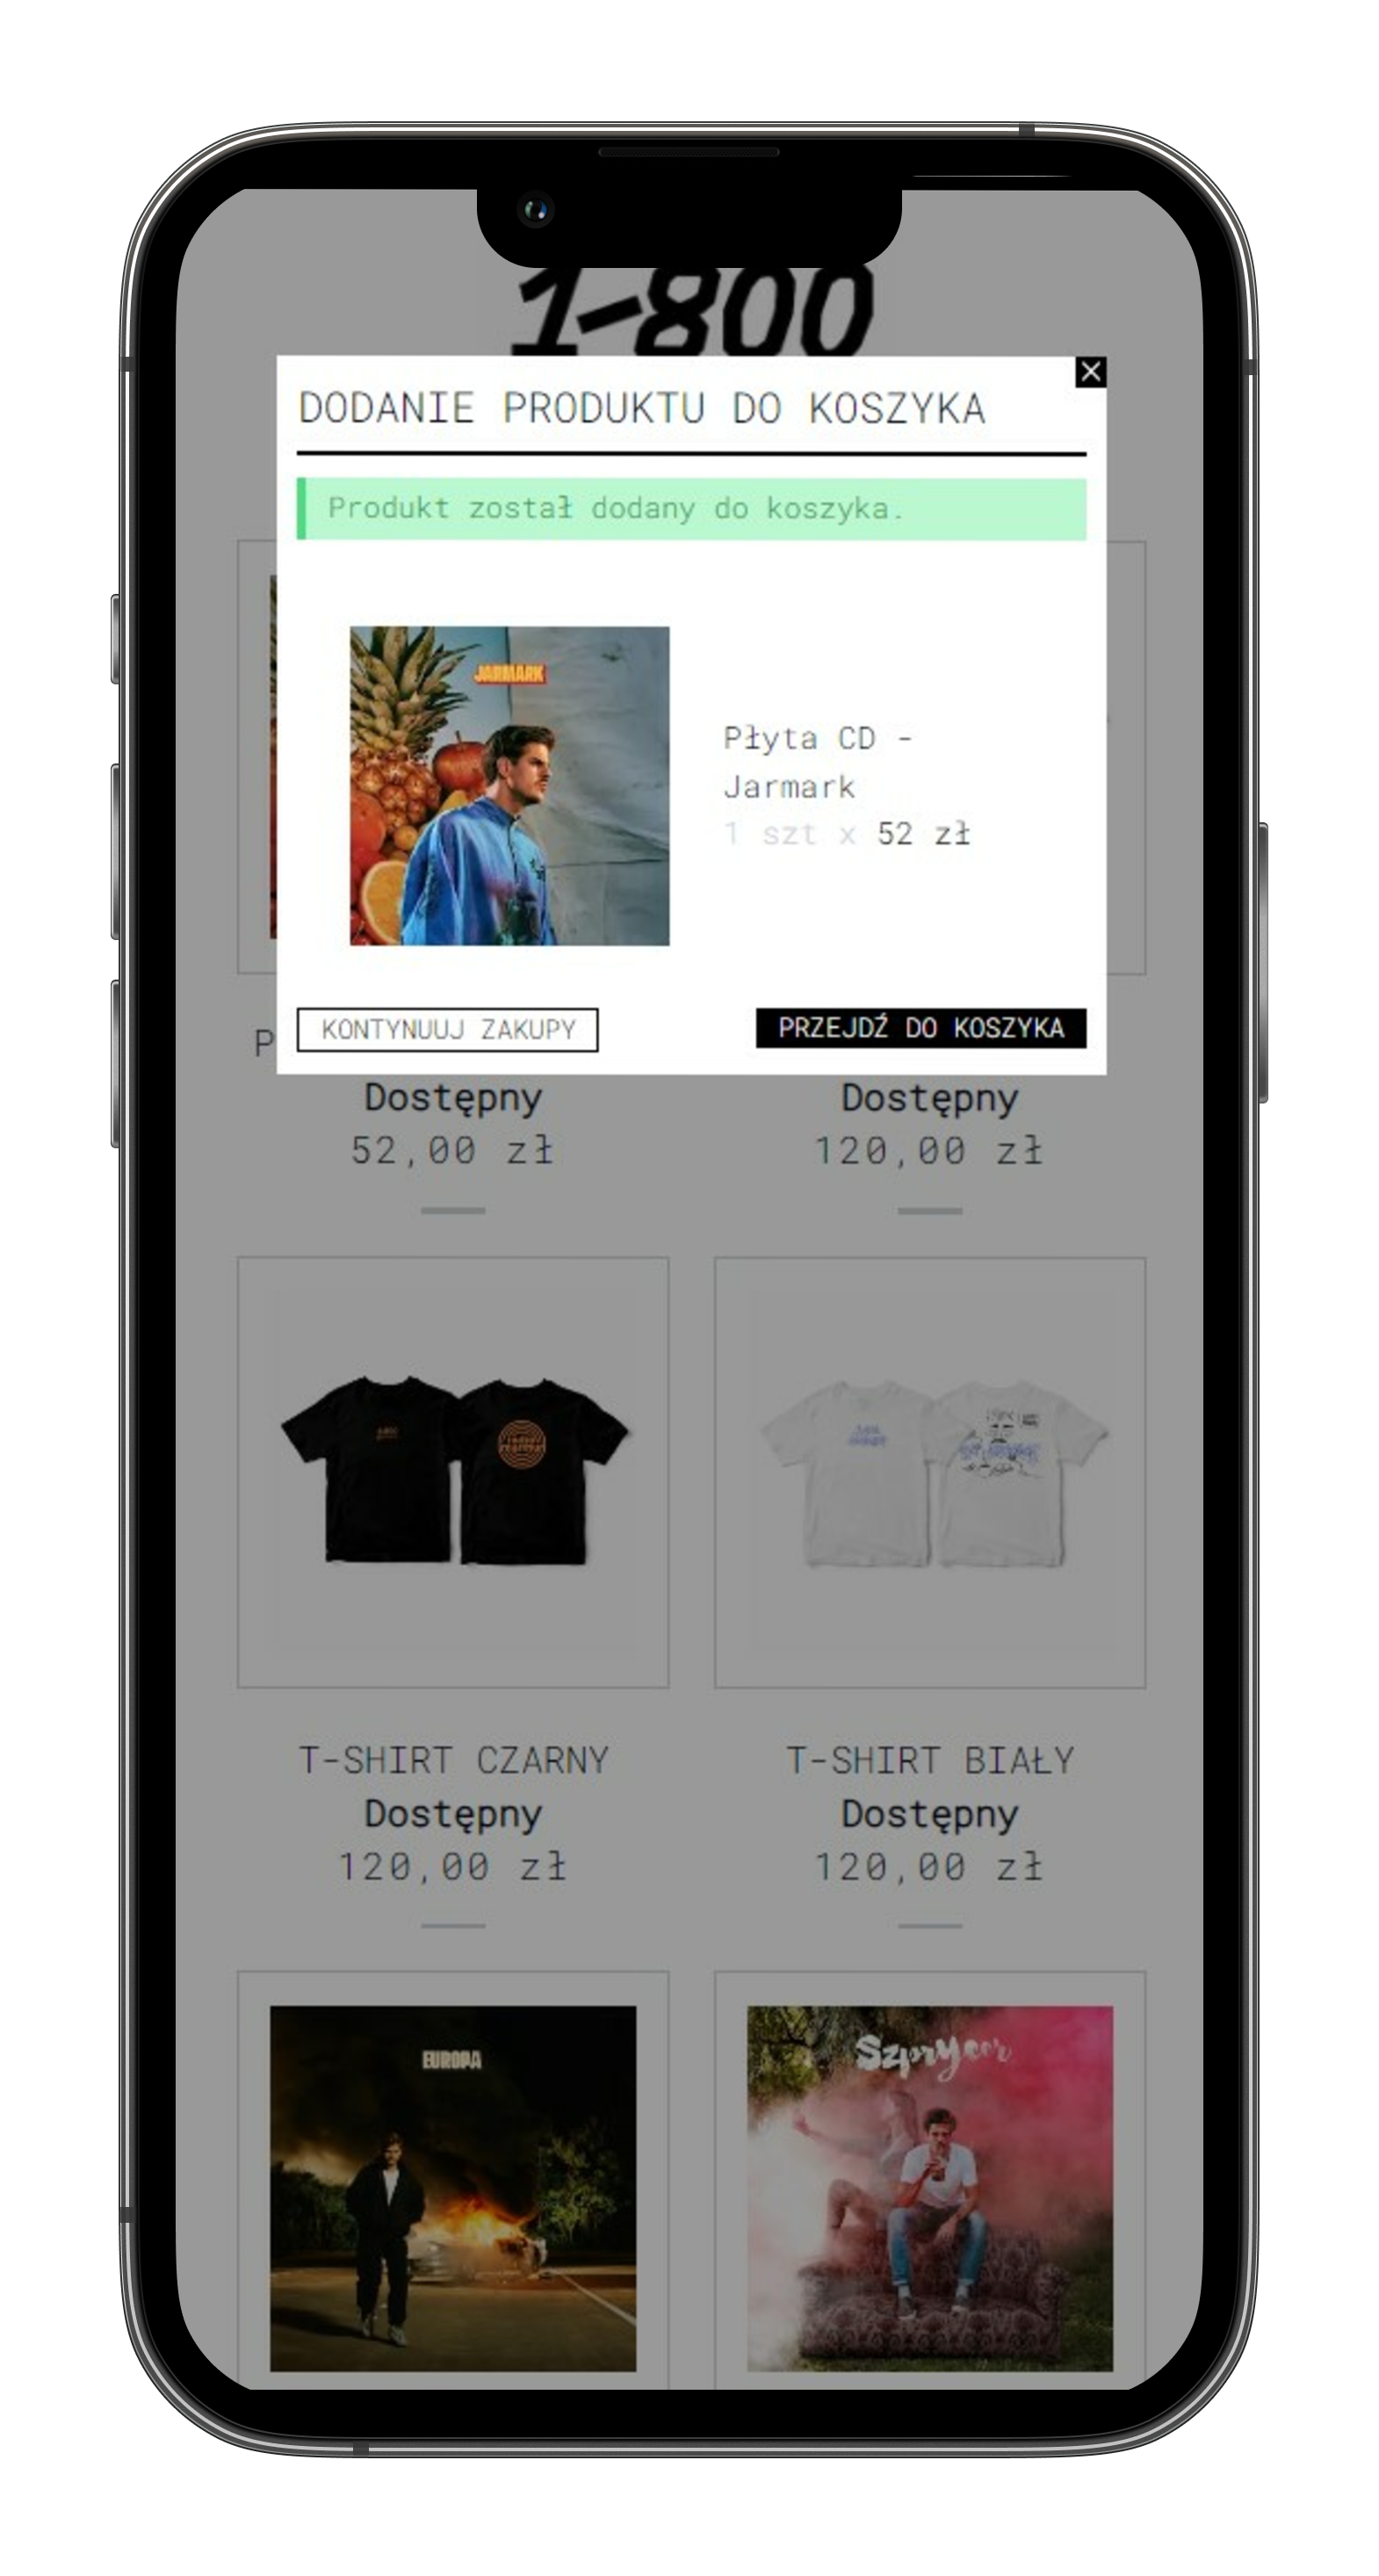 1-800
DODANIE PRODUKTU DO KOSZYKA
Produkt został dodany do koszyka.
JARMARK
Płyta CD -
Jarmark
1 szt x 52 zł
KONTYNUUJ ZAKUPY
PRZEJDŹ DO KOSZYKA
P
Dostępny
52,00 zł
Dostępny
120,00 zł
T-SHIRT CZARNY
Dostępny
120,00 zł
T-SHIRT BIAŁY
Dostępny
120,00 zł
EUROPA
Szprycer